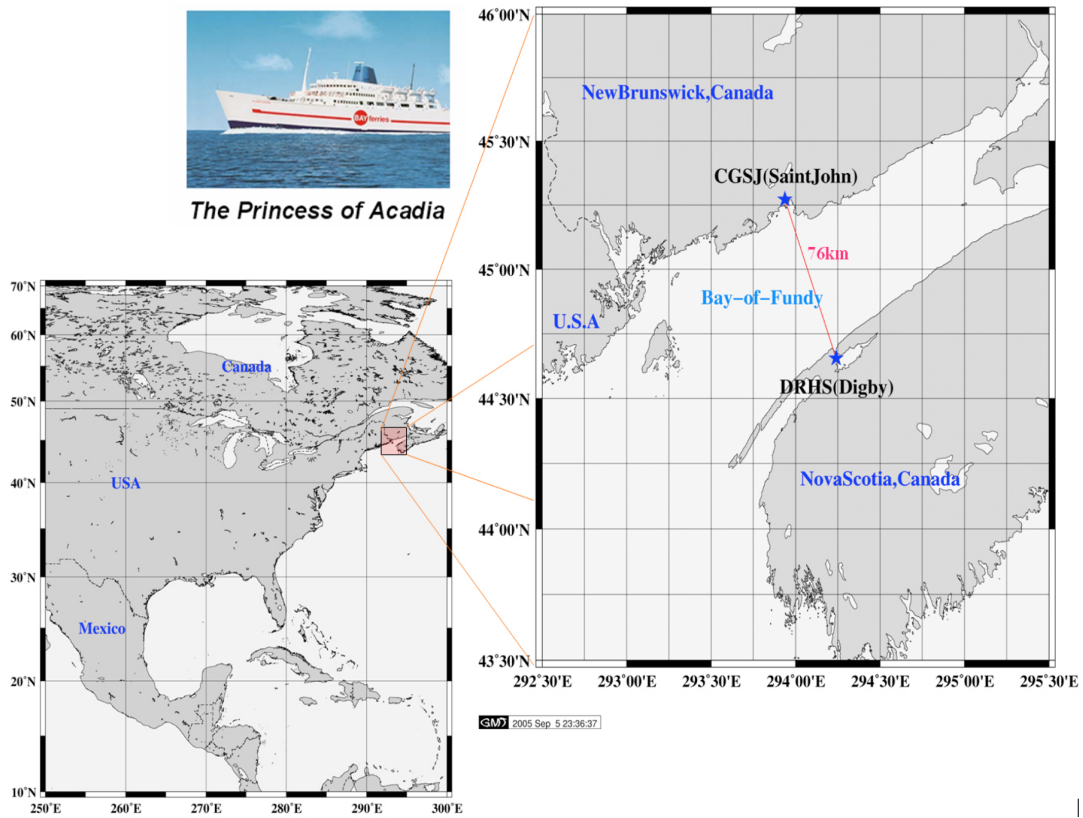 BAY ferries
The Princess of Acadia
46°00'N
45°30'N
45°00'N
44°30'N
44°00'N
43°30'N
292°30'E 293°00'E 293°30'E 294°00'E 294°30'E 295°00'E 295°30'E
NewBrunswick,Canada
CGSJ(SaintJohn)
76km
Bay-of-Fundy
U.S.A
DRHS(Digby)
NovaScotia,Canada
GMT 2005 Sep 5 23:36:37
70°N
60°N
50°N
40°N
30°N
20°N
10°N
250°E 260°E 270°E 280°E 290°E 300°E
Canada
USA
Mexico